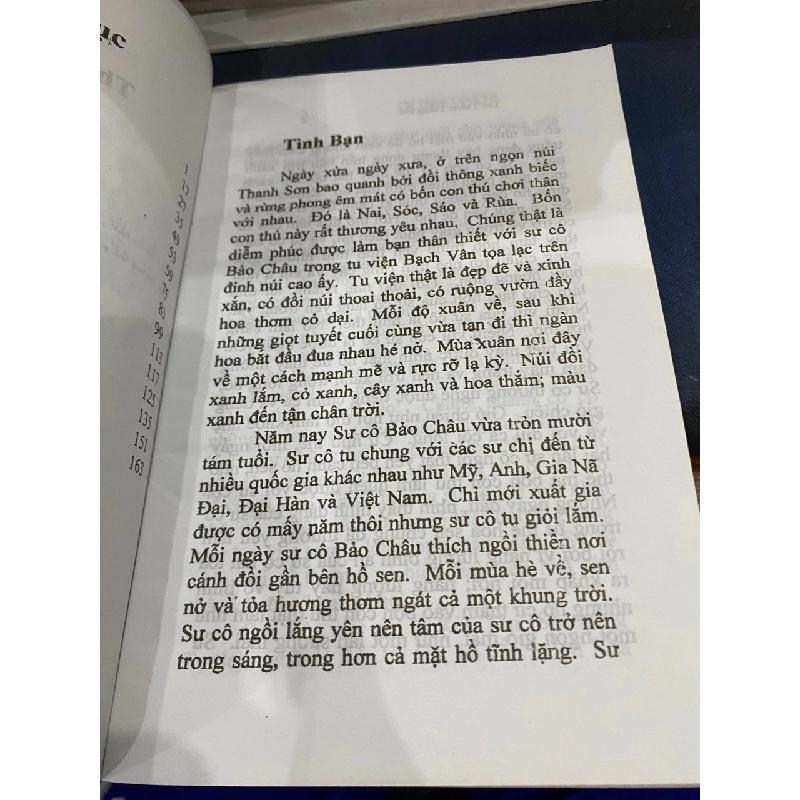 ục
Th
1
11
23
Tình Bạn
Ngày xửa ngày xưa, ở trên ngọn núi
Thanh Sơn bao quanh bởi đồi thông xanh biếc
và rừng phong êm mát có bốn con thú chơi thân
với nhau. Đó là Nai, Sóc, Sáo và Rùa. Bốn
con thú này rất thương yêu nhau. Chúng thật là
diễm phúc được làm bạn thân thiết với sư cô
Bảo Châu trong tu viện Bạch Vân tọa lạc trên
đỉnh núi cao ấy. Tu viện thật là đẹp đẽ và xinh
xắn, có đồi núi thoai thoải, có ruộng vườn đầy
hoa thơm cỏ dại. Mỗi độ xuân về, sau khi
những giọt tuyết cuối cùng vừa tan đi thì ngàn
hoa bắt đầu đua nhau hé nở. Mùa xuân nơi đây
về một cách mạnh mẽ và rực rỡ lạ kỳ. Núi đồi
xanh lắm, cỏ xanh, cây xanh và hoa thắm; màu
xanh đến tận chân trời.
Năm nay Sư cô Bảo Châu vừa tròn mười
tám tuổi. Sư cô tu chung với các sư chị đến từ
nhiều quốc gia khác nhau như Mỹ, Anh, Gia Nã
Đại, Đại Hàn và Việt Nam. Chỉ mới xuất gia
được có mấy năm thôi nhưng sư cô tu giỏi lắm.
Mỗi ngày sư cô Bảo Châu thích ngồi thiền nơi
cánh đồi gần bên hồ sen. Mỗi mùa hè về, sen
nở và tỏa hương thơm ngát cả một khung trời.
Sư cô ngồi lắng yên nên tâm của sư cô trở nên
trong sáng, trong hơn cả mặt hồ tĩnh lặng. Sư
99
113
117
125
135
151
163